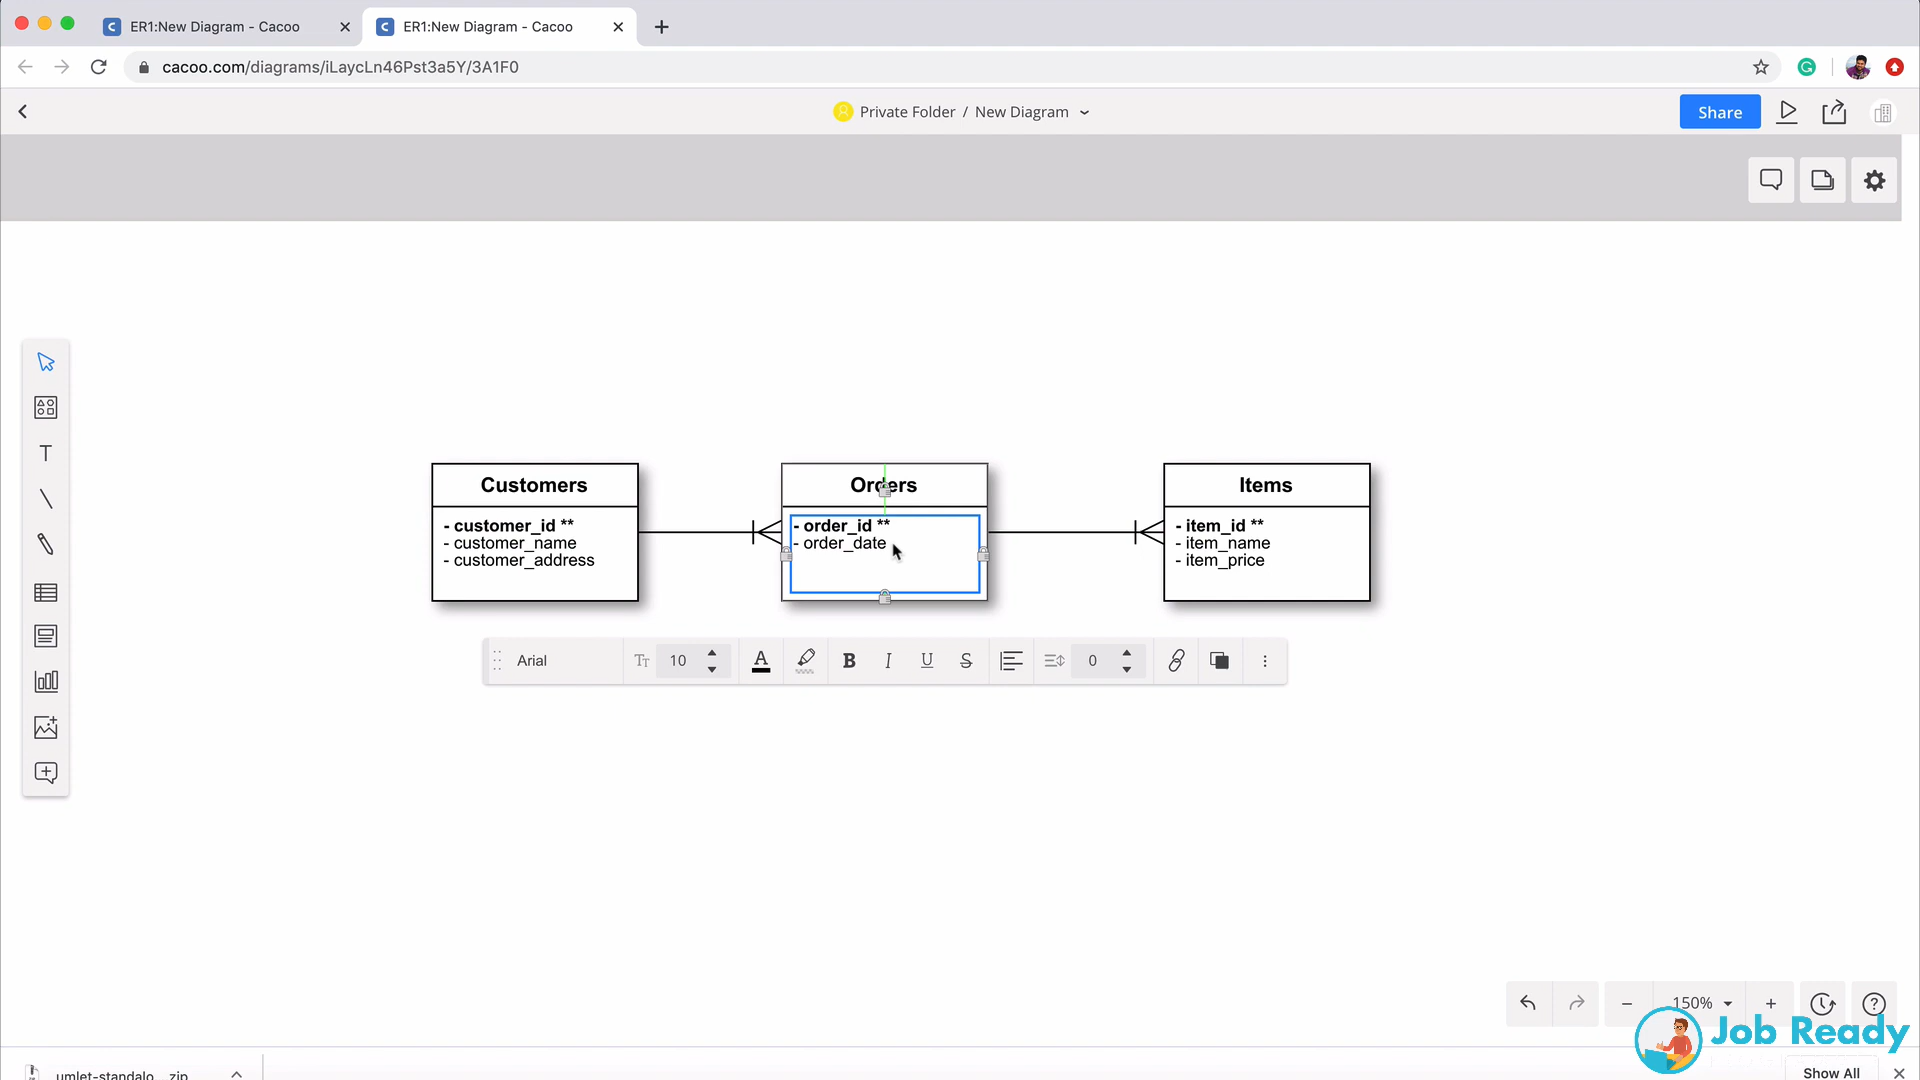 ER1:New Diagram - Cacoo
ER1:New Diagram - Cacoo
cacoo.com/diagrams/iLaycLn46Pst3a5Y/3A1F0
Private Folder / New Diagram
Share
Customers
- customer_id **
- customer_name
- customer_address
Orders
- order_id **
- order_date
Items
- item_id **
- item_name
- item_price
Arial
10
0
150%
Job Ready
umlet-standalo....zip
Show All